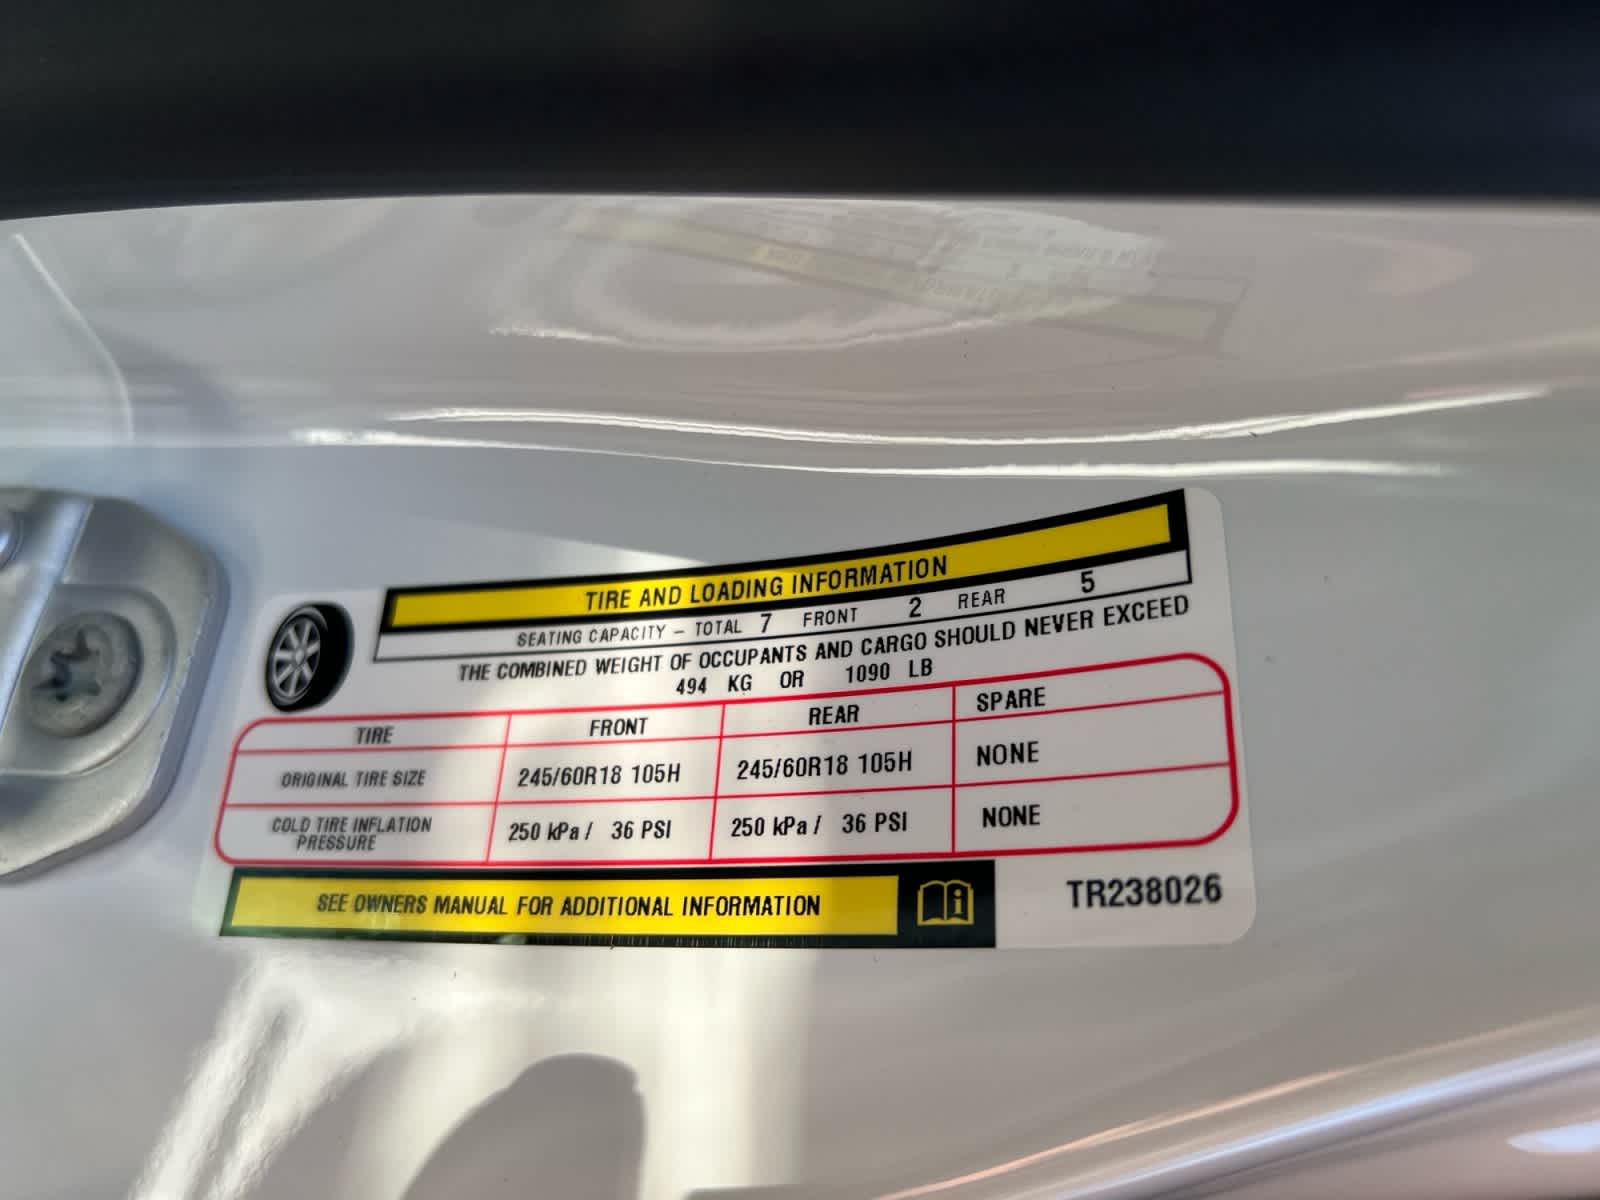 TIRE AND LOADING INFORMATION
SEATING CAPACITY – TOTAL 7 FRONT 2 REAR 5
THE COMBINED WEIGHT OF OCCUPANTS AND CARGO SHOULD NEVER EXCEED
494 KG OR 1090 LB
TIRE FRONT REAR SPARE
ORIGINAL TIRE SIZE 245/60R18 105H 245/60R18 105H NONE
COLD TIRE INFLATION
PRESSURE 250 kPa / 36 PSI 250 kPa / 36 PSI NONE
SEE OWNERS MANUAL FOR ADDITIONAL INFORMATION
TR238026